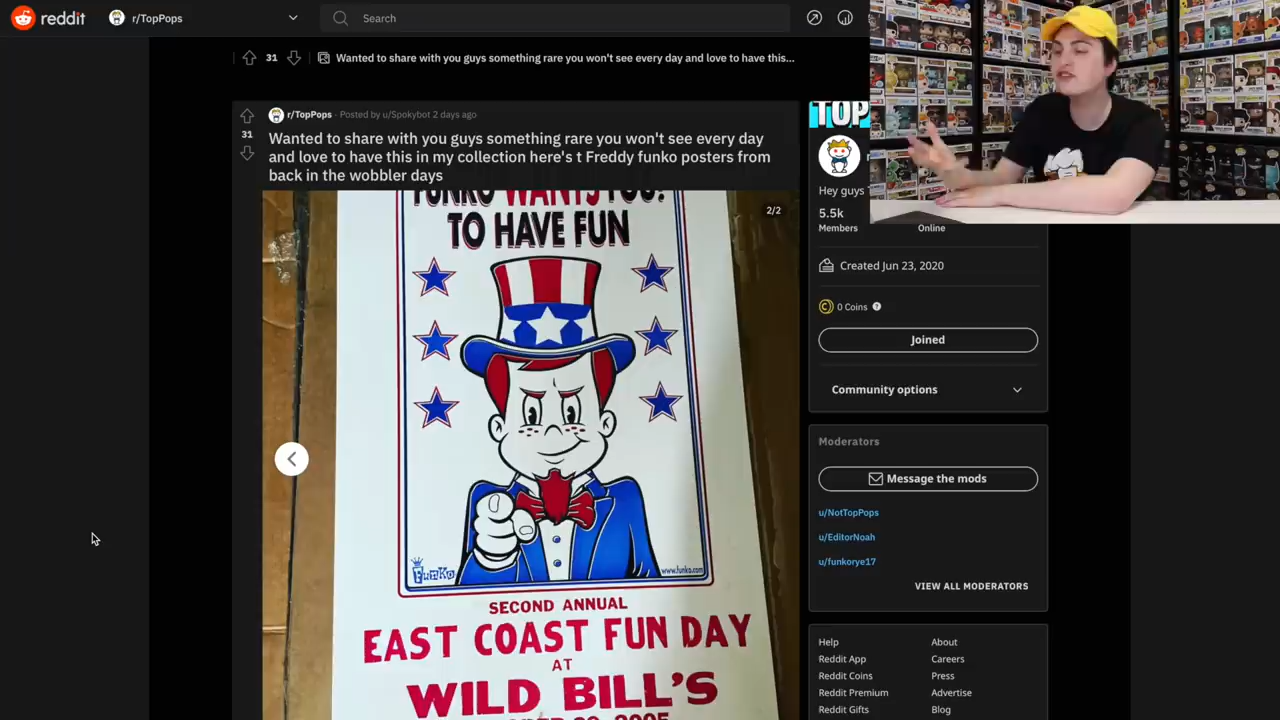 reddit
r/TopPops
Search
31
Wanted to share with you guys something rare you won't see every day and love to have this...
r/TopPops · Posted by u/Spokybot 2 days ago
31
Wanted to share with you guys something rare you won't see every day
and love to have this in my collection here's t Freddy funko posters from
back in the wobbler days
2/2
FUNKO WANTS YOU!
TO HAVE FUN
FUNKO
www.funko.com
SECOND ANNUAL
EAST COAST FUN DAY
AT
WILD BILL'S
TOP
Hey guys
5.5k
Members
Online
Created Jun 23, 2020
0 Coins
Joined
Community options
Moderators
Message the mods
u/NotTopPops
u/EditorNoah
u/funkorye17
VIEW ALL MODERATORS
Help
About
Reddit App
Careers
Reddit Coins
Press
Reddit Premium
Advertise
Reddit Gifts
Blog